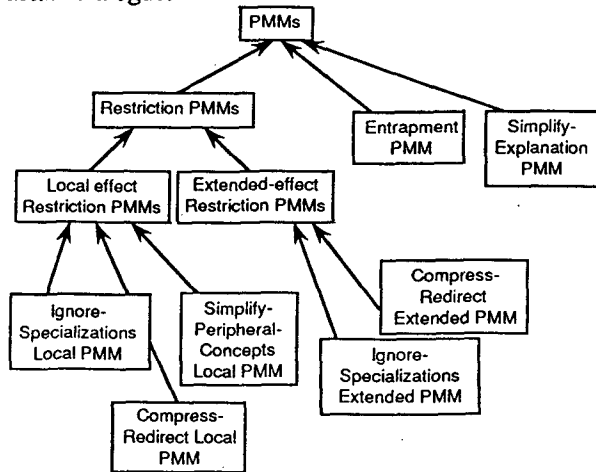 PMMs
Restriction PMMs
Entrapment
PMM
Simplify-
Explanation
PMM
Local effect
Restriction PMMs
Extended-effect
Restriction PMMs
Ignore-
Specializations
Local PMM
Simplify-
Peripheral-
Concepts
Local PMM
Compress-
Redirect
Extended PMM
Ignore-
Specializations
Extended PMM
Compress-
Redirect Local
PMM